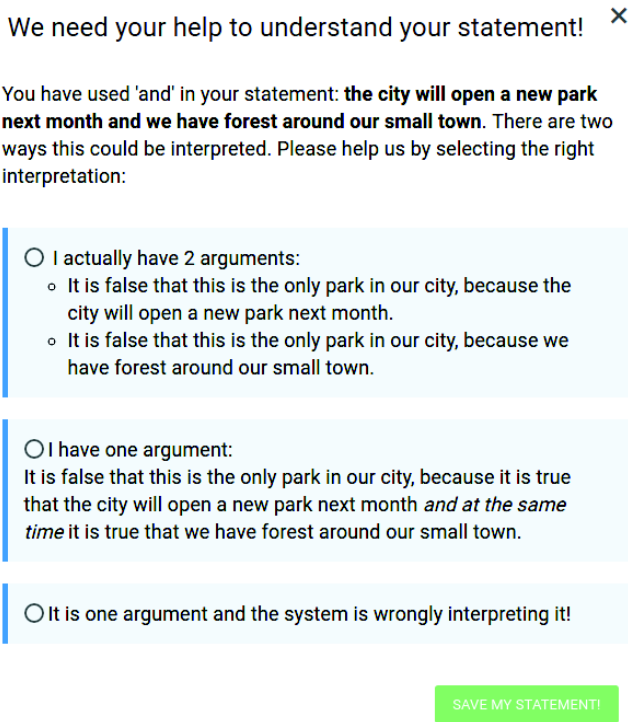 We need your help to understand your statement!
You have used 'and' in your statement: the city will open a new park
next month and we have forest around our small town. There are two
ways this could be interpreted. Please help us by selecting the right
interpretation:
I actually have 2 arguments:
It is false that this is the only park in our city, because the
city will open a new park next month.
It is false that this is the only park in our city, because we
have forest around our small town.
I have one argument:
It is false that this is the only park in our city, because it is true
that the city will open a new park next month and at the same
time it is true that we have forest around our small town.
It is one argument and the system is wrongly interpreting it!
SAVE MY STATEMENT!